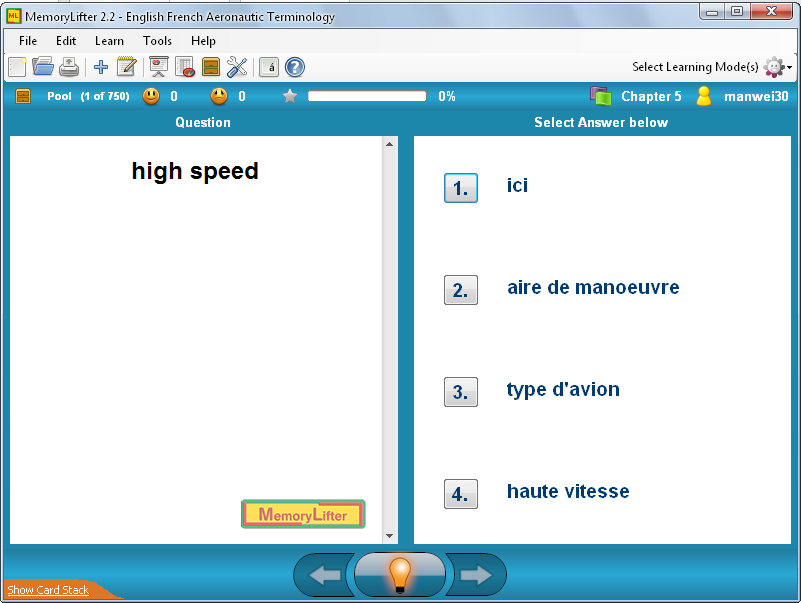 MemoryLifter 2.2 - English French Aeronautic Terminology
File Edit Learn Tools Help
Select Learning Mode(s)
Pool (1 of 750) 0 0 0% Chapter 5 manwei30
Question
Select Answer below
high speed
1. ici
2. aire de manoeuvre
3. type d'avion
4. haute vitesse
MemoryLifter
Show Card Stack